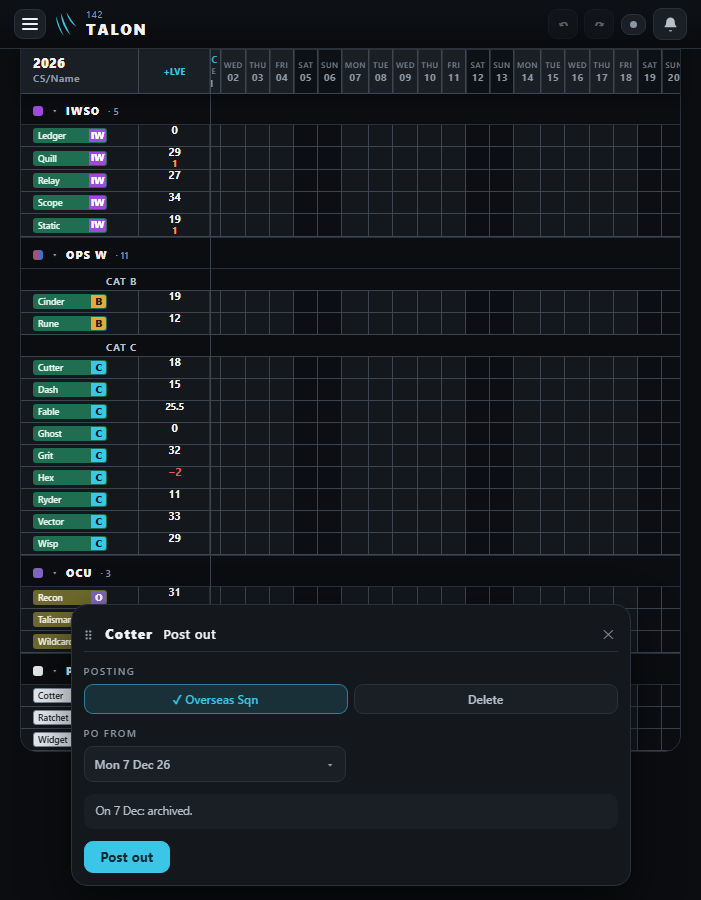 142
TALON
2026
CS/Name
+LVE
WED 02
THU 03
FRI 04
SAT 05
SUN 06
MON 07
TUE 08
WED 09
THU 10
FRI 11
SAT 12
SUN 13
MON 14
TUE 15
WED 16
THU 17
FRI 18
SAT 19
SUN 20
· IWSO · 5
Ledger IW 0
Quill IW 29 1
Relay IW 27
Scope IW 34
Static IW 19 1
· OPS W · 11
CAT B
Cinder B 19
Rune B 12
CAT C
Cutter C 18
Dash C 15
Fable C 25.5
Ghost C 0
Grit C 32
Hex C −2
Ryder C 11
Vector C 33
Wisp C 29
· OCU · 3
Recon O 31
Talisman
Wildcard
Cotter
Ratchet
Widget
Cotter Post out
POSTING
✓ Overseas Sqn
Delete
PO FROM
Mon 7 Dec 26
On 7 Dec: archived.
Post out